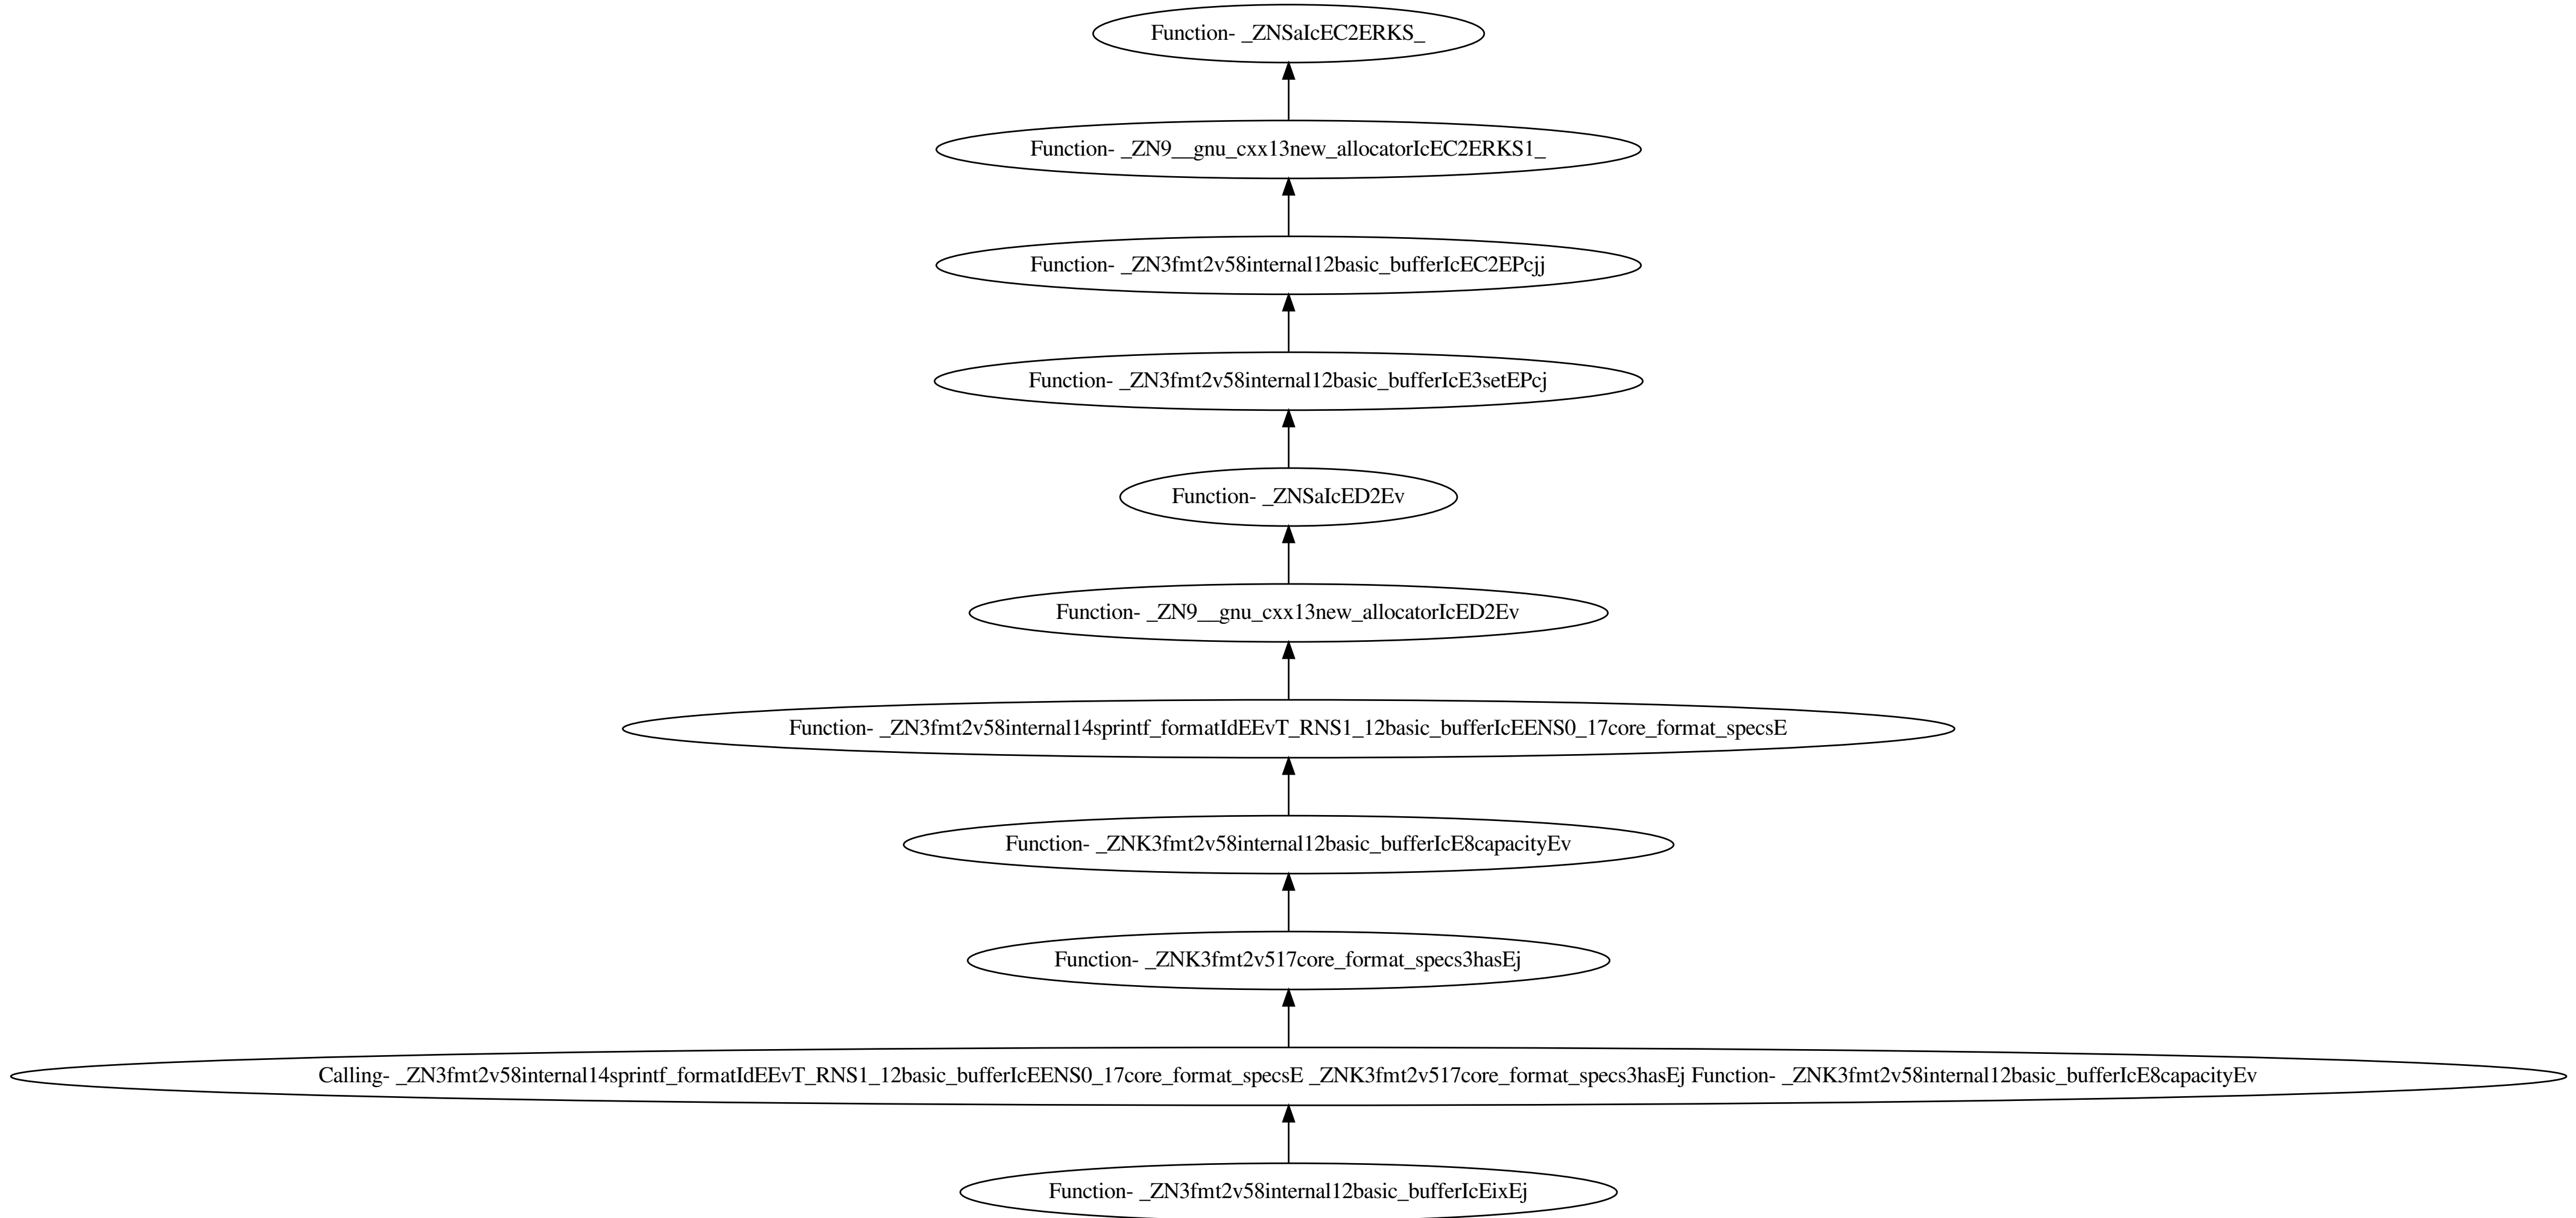 Function- _ZNSaIcEC2ERKS_
Function- _ZN9__gnu_cxx13new_allocatorIcEC2ERKS1_
Function- _ZN3fmt2v58internal12basic_bufferIcEC2EPcjj
Function- _ZN3fmt2v58internal12basic_bufferIcE3setEPcj
Function- _ZNSaIcED2Ev
Function- _ZN9__gnu_cxx13new_allocatorIcED2Ev
Function- _ZN3fmt2v58internal14sprintf_formatIdEEvT_RNS1_12basic_bufferIcEENS0_17core_format_specsE
Function- _ZNK3fmt2v58internal12basic_bufferIcE8capacityEv
Function- _ZNK3fmt2v517core_format_specs3hasEj
Calling- _ZN3fmt2v58internal14sprintf_formatIdEEvT_RNS1_12basic_bufferIcEENS0_17core_format_specsE _ZNK3fmt2v517core_format_specs3hasEj Function- _ZNK3fmt2v58internal12basic_bufferIcE8capacityEv
Function- _ZN3fmt2v58internal12basic_bufferIcEixEj